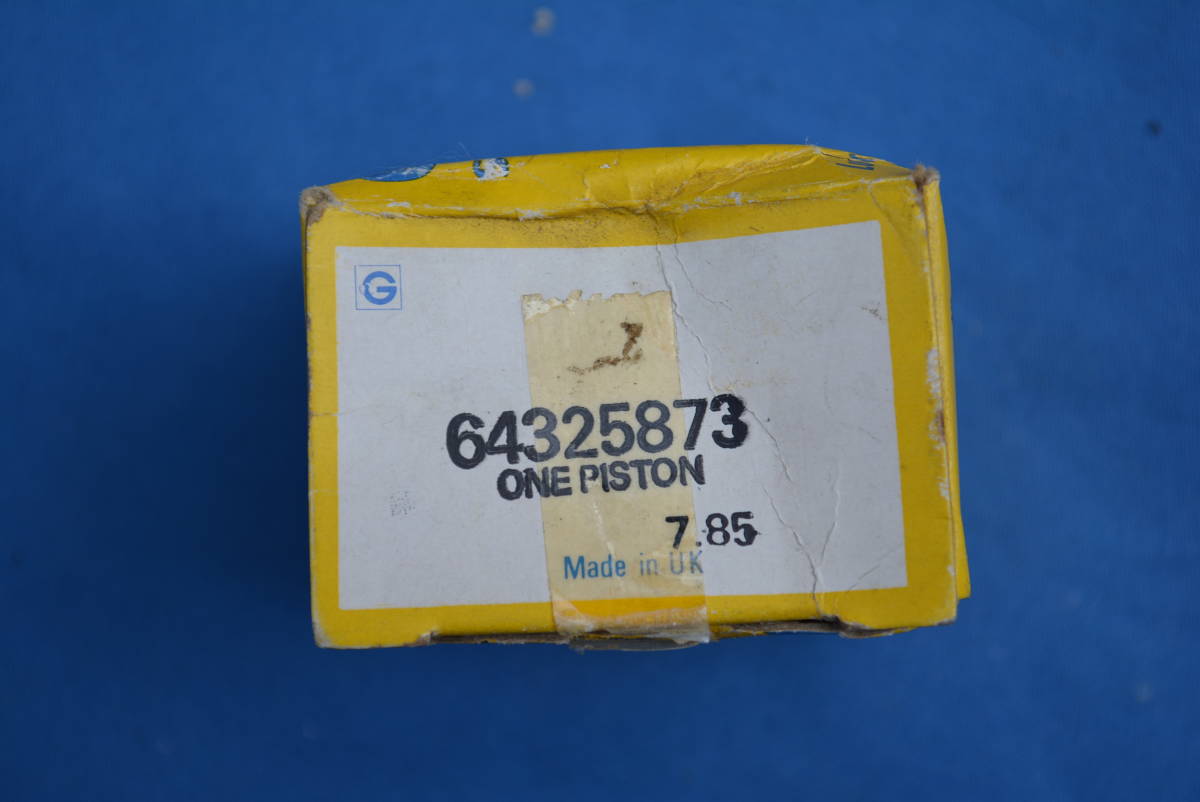 G
64325873
ONE PISTON
7.85
Made in UK